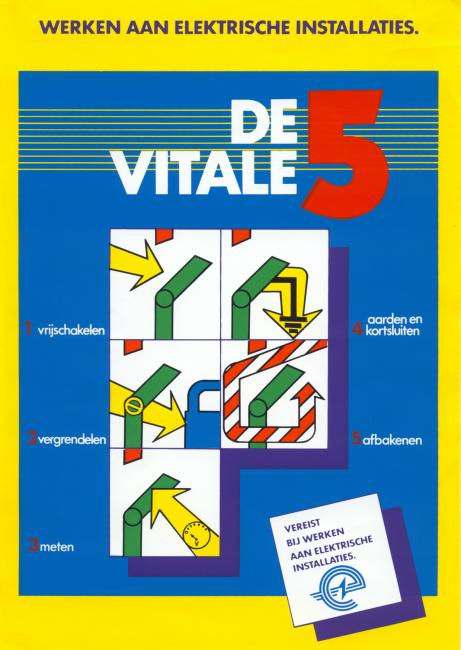 WERKEN AAN ELEKTRISCHE INSTALLATIES.
DE
VITALE 5
1 vrijschakelen
2 vergrendelen
3 meten
4 aarden en
kortsluiten
5 afbakenen
VEREIST
BIJ WERKEN
AAN ELEKTRISCHE
INSTALLATIES.